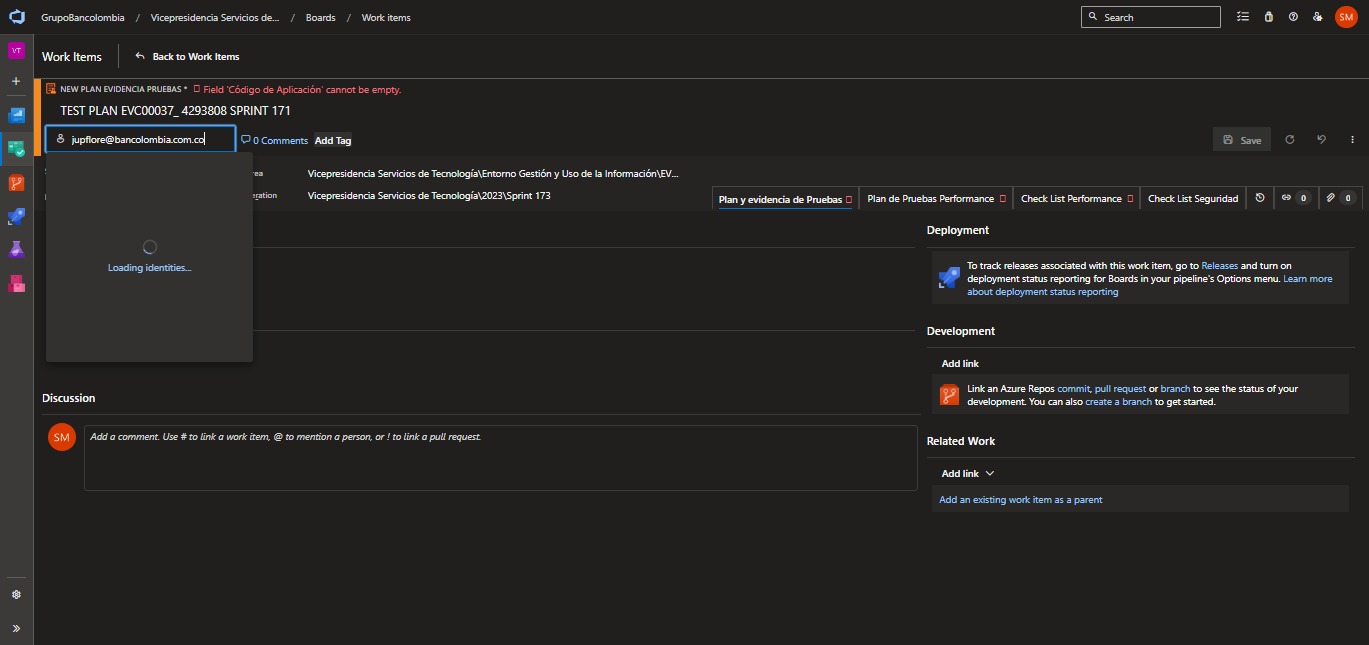 GrupoBancolombia / Vicepresidencia Servicios de... / Boards / Work items
Search
SM
VT
Work Items
Back to Work Items
NEW PLAN EVIDENCIA PRUEBAS *
Field 'Código de Aplicación' cannot be empty.
TEST PLAN EVC00037_ 4293808 SPRINT 171
jupflore@bancolombia.com.co
0 Comments
Add Tag
Save
rea
Vicepresidencia Servicios de Tecnología\Entorno Gestión y Uso de la Información\EV...
eration
Vicepresidencia Servicios de Tecnología\2023\Sprint 173
Plan y evidencia de Pruebas
Plan de Pruebas Performance
Check List Performance
Check List Seguridad
0
0
Loading identities...
Deployment
To track releases associated with this work item, go to Releases and turn on
deployment status reporting for Boards in your pipeline's Options menu. Learn more
about deployment status reporting
Development
Add link
Link an Azure Repos commit, pull request or branch to see the status of your
development. You can also create a branch to get started.
Related Work
Add link
Add an existing work item as a parent
Discussion
SM
Add a comment. Use # to link a work item, @ to mention a person, or ! to link a pull request.